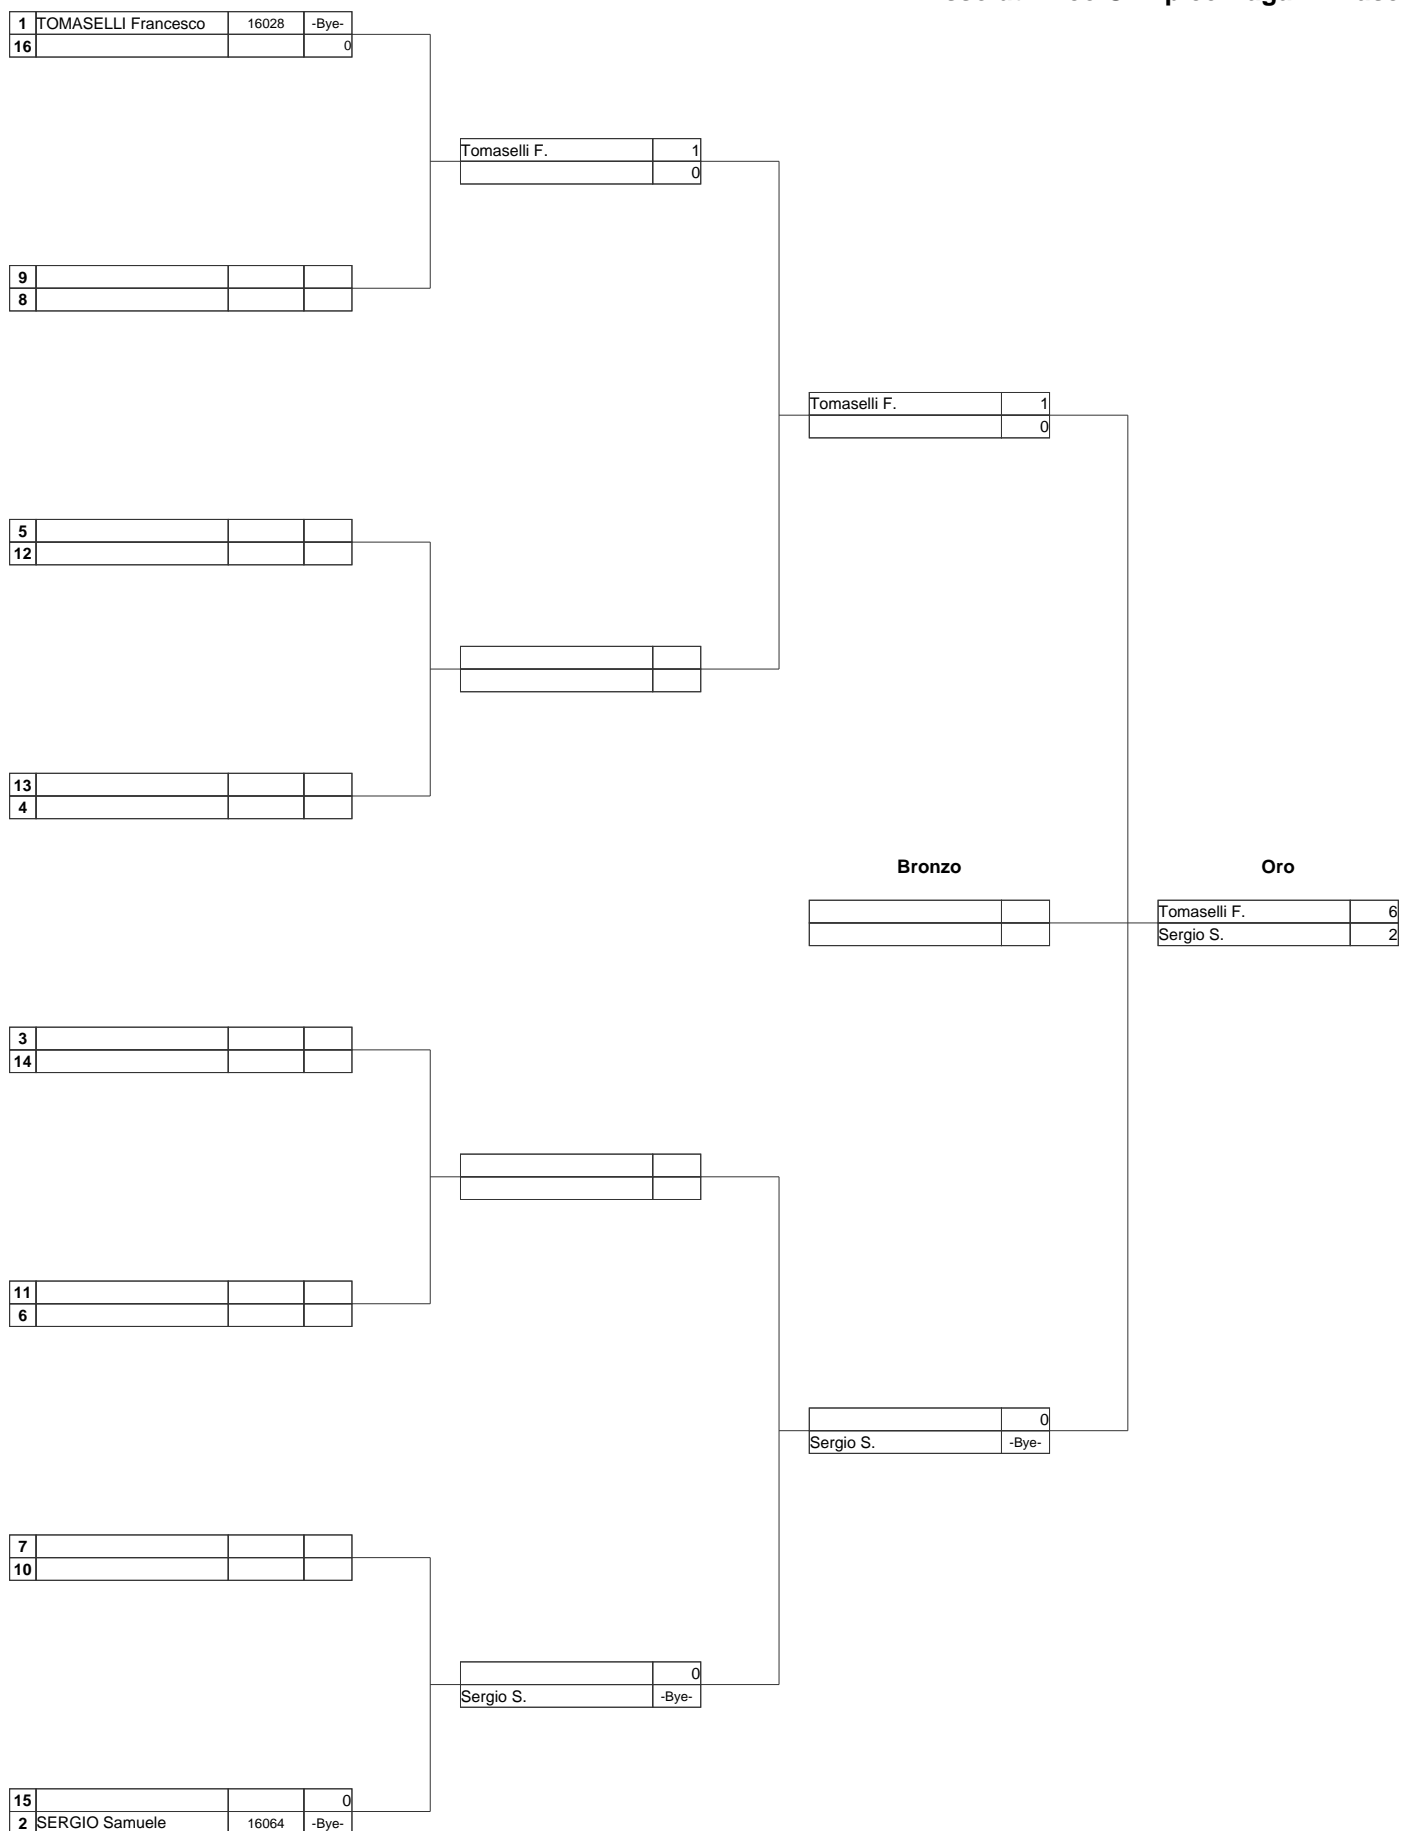 1 TOMASELLI Francesco 16028 -Bye-
16 0
Tomaselli F. 1
0
9
8
Tomaselli F. 1
0
5
12
13
4
Bronzo Oro
Tomaselli F. 6
Sergio S. 2
3
14
11
6
0
Sergio S. -Bye-
7
10
0
Sergio S. -Bye-
15 0
2 SERGIO Samuele 16064 -Bye-